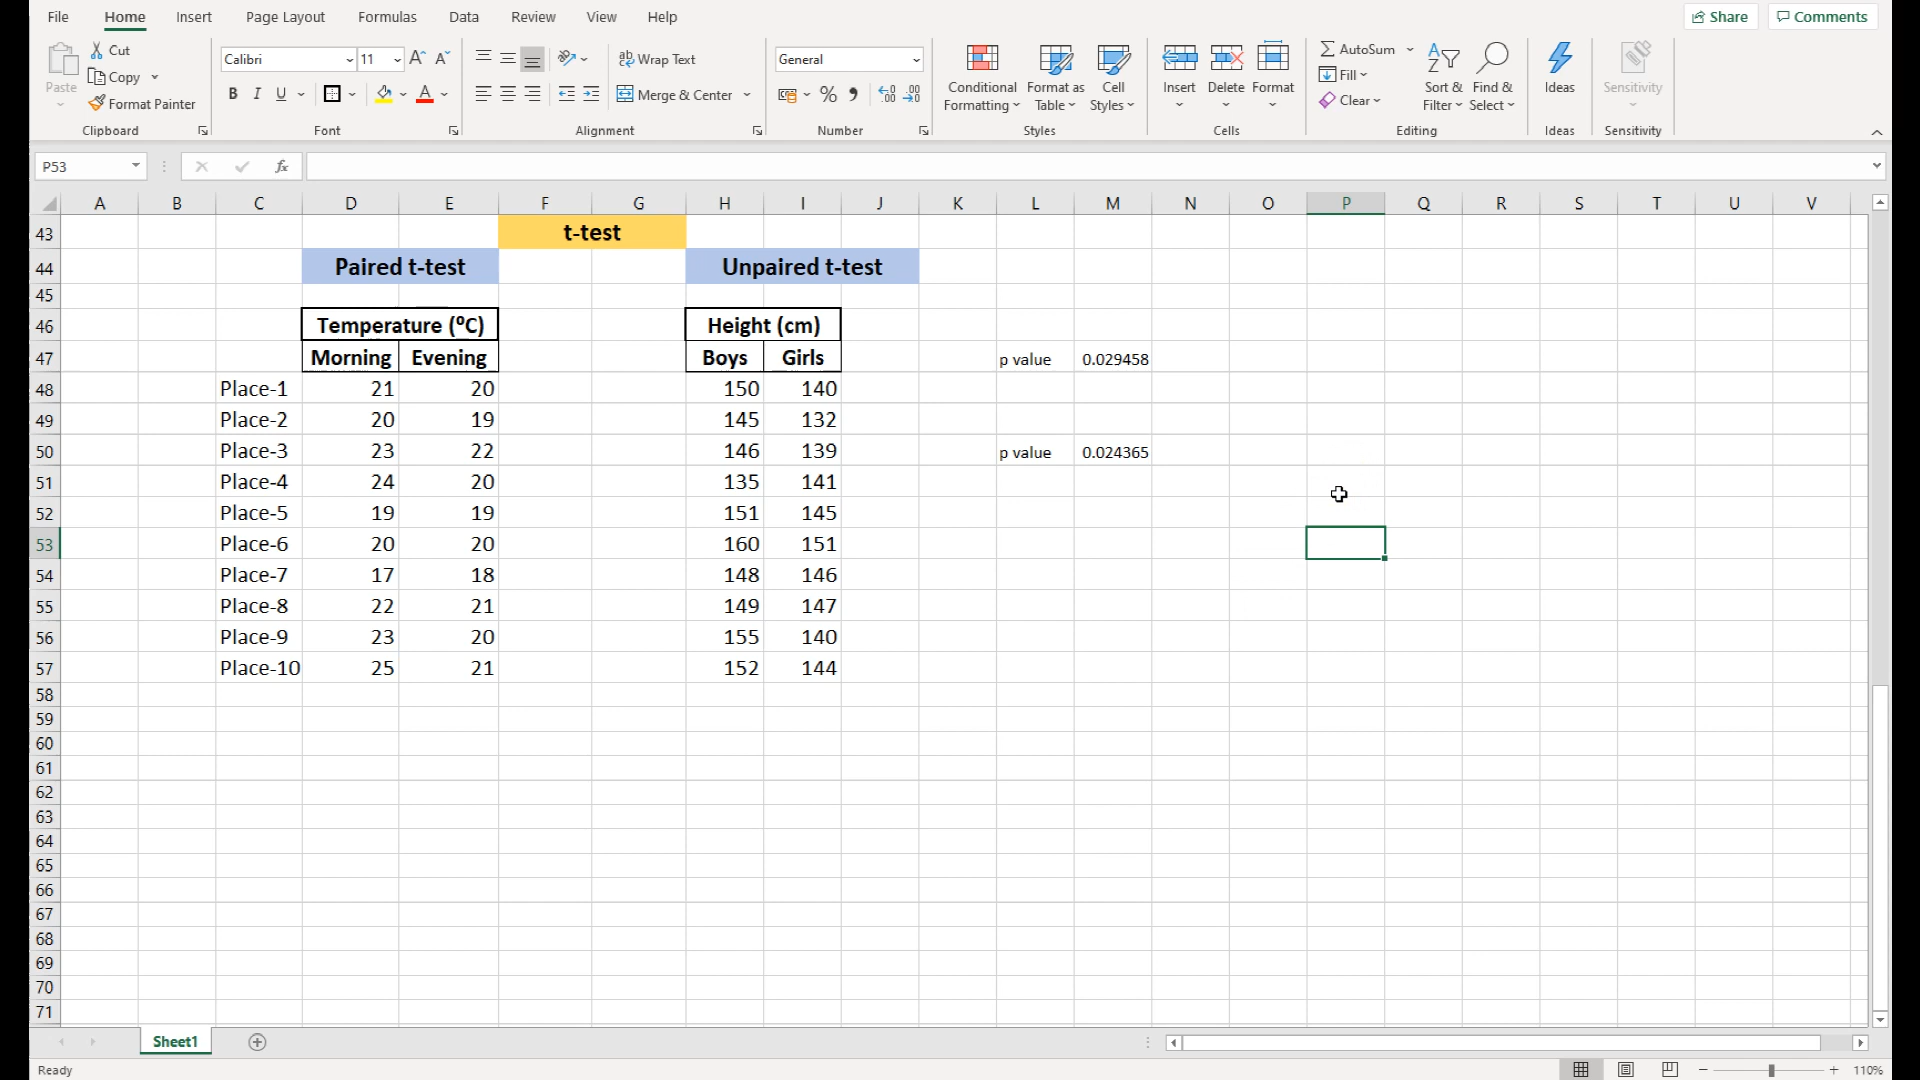 File Home Insert Page Layout Formulas Data Review View Help Share Comments
Paste Cut Copy Format Painter Clipboard
Calibri 11 A A B I U A Font
ab Wrap Text Merge & Center Alignment
General % Number
Conditional Formatting Format as Table Cell Styles Styles
Insert Delete Format Cells
AutoSum Fill Clear Sort & Filter Find & Select Editing
Ideas Ideas
Sensitivity Sensitivity
P53 fx
A B C D E F G H I J K L M N O P Q R S T U V
43 t-test
44 Paired t-test Unpaired t-test
45
46 Temperature (⁰C) Height (cm)
47 Morning Evening Boys Girls p value 0.029458
48 Place-1 21 20 150 140
49 Place-2 20 19 145 132
50 Place-3 23 22 146 139 p value 0.024365
51 Place-4 24 20 135 141
52 Place-5 19 19 151 145
53 Place-6 20 20 160 151
54 Place-7 17 18 148 146
55 Place-8 22 21 149 147
56 Place-9 23 20 155 140
57 Place-10 25 21 152 144
58
59
60
61
62
63
64
65
66
67
68
69
70
71
Sheet1
Ready 110%